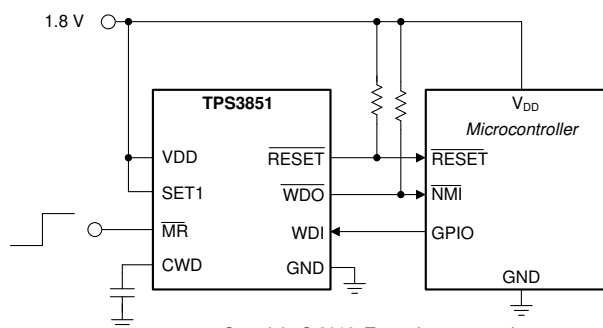 1.8 V
TPS3851
VDD
SET1
MR
CWD
RESET
WDO
WDI
GND
VDD
Microcontroller
RESET
NMI
GPIO
GND